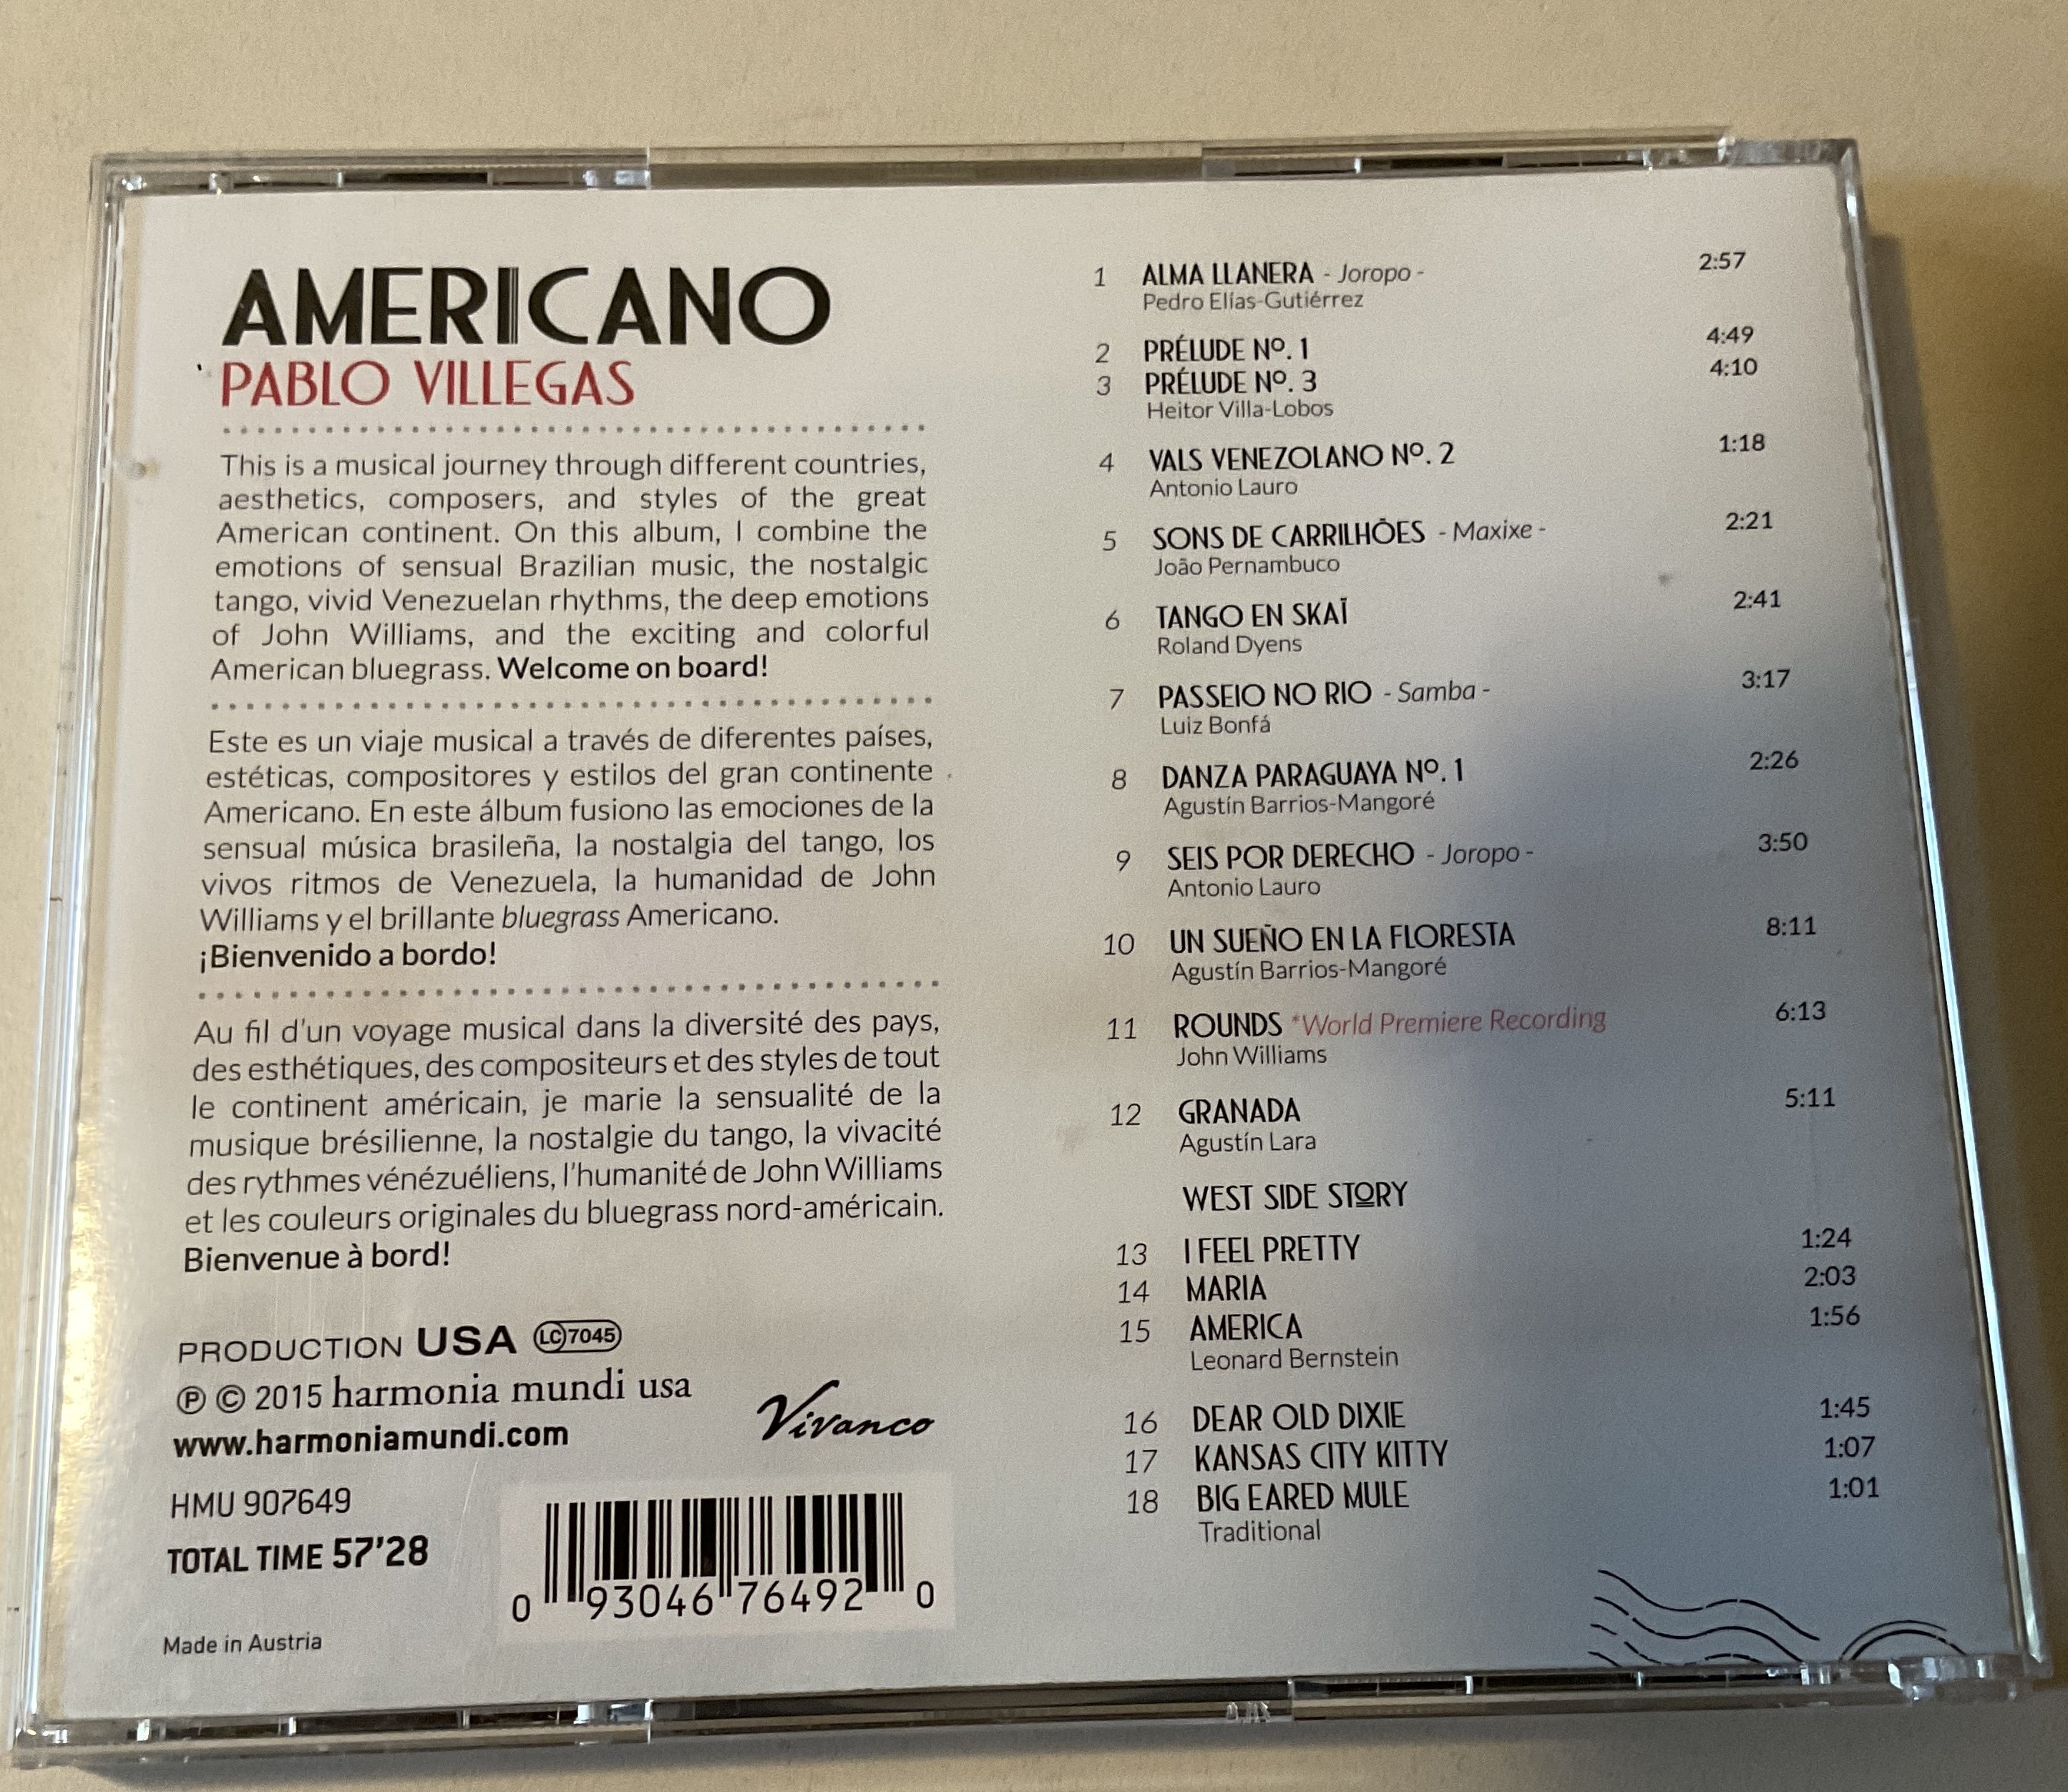 AMERICANO
PABLO VILLEGAS
This is a musical journey through different countries,
aesthetics, composers, and styles of the great
American continent. On this album, I combine the
emotions of sensual Brazilian music, the nostalgic
tango, vivid Venezuelan rhythms, the deep emotions
of John Williams, and the exciting and colorful
American bluegrass. Welcome on board!
Este es un viaje musical a través de diferentes países,
estéticas, compositores y estilos del gran continente
Americano. En este álbum fusiono las emociones de la
sensual música brasileña, la nostalgia del tango, los
vivos ritmos de Venezuela, la humanidad de John
Williams y el brillante bluegrass Americano.
¡Bienvenido a bordo!
Au fil d'un voyage musical dans la diversité des pays,
des esthétiques, des compositeurs et des styles de tout
le continent américain, je marie la sensualité de la
musique brésilienne, la nostalgie du tango, la vivacité
des rythmes vénézuéliens, l'humanité de John Williams
et les couleurs originales du bluegrass nord-américain.
Bienvenue à bord!
PRODUCTION USA LC 7045
℗ © 2015 harmonia mundi usa
www.harmoniamundi.com
Vivanco
HMU 907649
TOTAL TIME 57'28
0 93046 76492 0
Made in Austria
1 ALMA LLANERA - Joropo - 2:57
Pedro Elías-Gutiérrez
2 PRÉLUDE Nº. 1 4:49
3 PRÉLUDE Nº. 3 4:10
Heitor Villa-Lobos
4 VALS VENEZOLANO Nº. 2 1:18
Antonio Lauro
5 SONS DE CARRILHÕES - Maxixe - 2:21
João Pernambuco
6 TANGO EN SKAÏ 2:41
Roland Dyens
7 PASSEIO NO RIO - Samba - 3:17
Luiz Bonfá
8 DANZA PARAGUAYA Nº. 1 2:26
Agustín Barrios-Mangoré
9 SEIS POR DERECHO - Joropo - 3:50
Antonio Lauro
10 UN SUEÑO EN LA FLORESTA 8:11
Agustín Barrios-Mangoré
11 ROUNDS *World Premiere Recording 6:13
John Williams
12 GRANADA 5:11
Agustín Lara
WEST SIDE STORY
13 I FEEL PRETTY 1:24
14 MARIA 2:03
15 AMERICA 1:56
Leonard Bernstein
16 DEAR OLD DIXIE 1:45
17 KANSAS CITY KITTY 1:07
18 BIG EARED MULE 1:01
Traditional